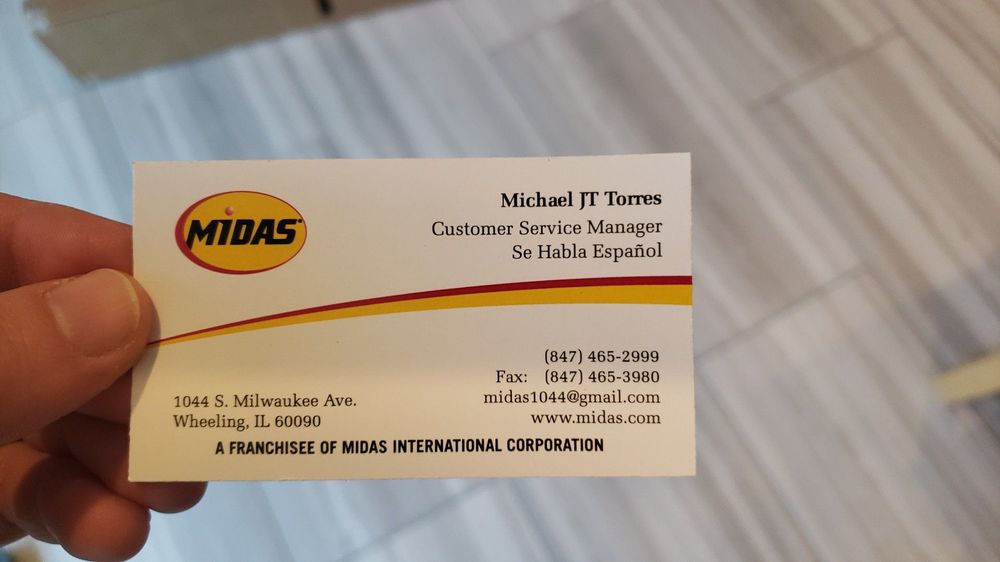 MIDAS
Michael JT Torres
Customer Service Manager
Se Habla Español
(847) 465-2999
Fax: (847) 465-3980
midas1044@gmail.com
www.midas.com
1044 S. Milwaukee Ave.
Wheeling, IL 60090
A FRANCHISEE OF MIDAS INTERNATIONAL CORPORATION